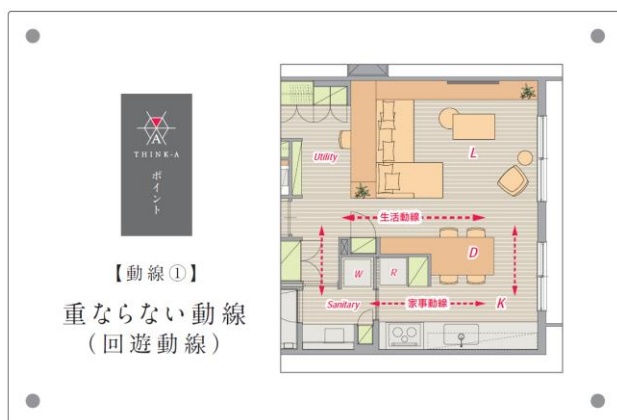 A
THINK-A
ポイント
【動線①】
重ならない動線
（回遊動線）
Utility
L
生活動線
D
W
R
Sanitary
家事動線
K